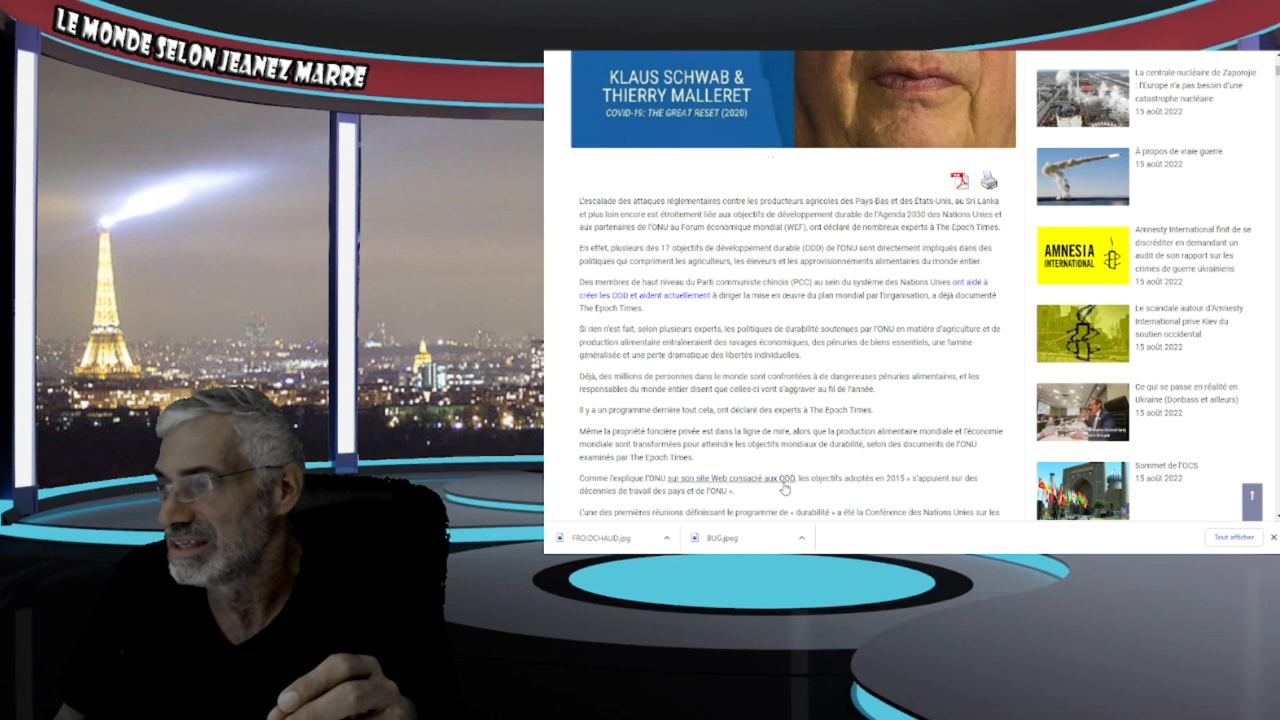 LE MONDE SELON JEANEZ MARRE
KLAUS SCHWAB &
THIERRY MALLERET
COVID-19: THE GREAT RESET (2020)
L'escalade des attaques réglementaires contre les producteurs agricoles des Pays-Bas et des États-Unis, au Sri Lanka
et plus loin encore est étroitement liée aux objectifs de développement durable de l'Agenda 2030 des Nations Unies et
aux partenaires de l'ONU au Forum économique mondial (WEF), ont déclaré de nombreux experts à The Epoch Times.
En effet, plusieurs des 17 objectifs de développement durable (ODD) de l'ONU sont directement impliqués dans des
politiques qui compriment les agriculteurs, les éleveurs et les approvisionnements alimentaires du monde entier.
Des membres de haut niveau du Parti communiste chinois (PCC) au sein du système des Nations Unies ont aidé à
créer les ODD et aident actuellement à diriger la mise en œuvre du plan mondial par l'organisation, a déjà documenté
The Epoch Times.
Si rien n'est fait, selon plusieurs experts, les politiques de durabilité soutenues par l'ONU en matière d'agriculture et de
production alimentaire entraîneraient des ravages économiques, des pénuries de biens essentiels, une famine
généralisée et une perte dramatique des libertés individuelles.
Déjà, des millions de personnes dans le monde sont confrontées à de dangereuses pénuries alimentaires, et les
responsables du monde entier disent que celles-ci vont s'aggraver au fil de l'année.
Il y a un programme derrière tout cela, ont déclaré des experts à The Epoch Times.
Même la propriété foncière privée est dans la ligne de mire, alors que la production alimentaire mondiale et l'économie
mondiale sont transformées pour atteindre les objectifs mondiaux de durabilité, selon des documents de l'ONU
examinés par The Epoch Times.
Comme l'explique l'ONU sur son site Web consacré aux ODD, les objectifs adoptés en 2015 « s'appuient sur des
décennies de travail des pays et de l'ONU ».
L'une des premières réunions définissant le programme de « durabilité » a été la Conférence des Nations Unies sur les
La centrale nucléaire de Zaporojie
: l'Europe n'a pas besoin d'une
catastrophe nucléaire
15 août 2022
À propos de vraie guerre
15 août 2022
AMNESIA
INTERNATIONAL
Amnesty International finit de se
discréditer en demandant un
audit de son rapport sur les
crimes de guerre ukrainiens
15 août 2022
Le scandale autour d'Amnesty
International prive Kiev du
soutien occidental
15 août 2022
Ce qui se passe en réalité en
Ukraine (Donbass et ailleurs)
15 août 2022
Sommet de l'OCS
15 août 2022
FROIDCHAUD.jpg
BUG.jpeg
Tout afficher